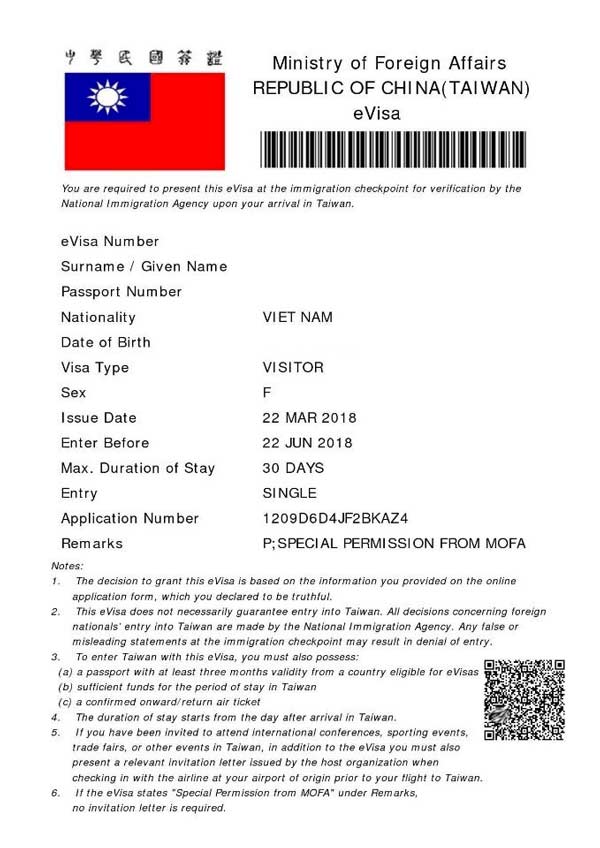 中華民國簽證
Ministry of Foreign Affairs
REPUBLIC OF CHINA(TAIWAN)
eVisa
You are required to present this eVisa at the immigration checkpoint for verification by the
National Immigration Agency upon your arrival in Taiwan.
eVisa Number
Surname / Given Name
Passport Number
Nationality VIET NAM
Date of Birth
Visa Type VISITOR
Sex F
Issue Date 22 MAR 2018
Enter Before 22 JUN 2018
Max. Duration of Stay 30 DAYS
Entry SINGLE
Application Number 1209D6D4JF2BKAZ4
Remarks P;SPECIAL PERMISSION FROM MOFA
Notes:
1. The decision to grant this eVisa is based on the information you provided on the online
application form, which you declared to be truthful.
2. This eVisa does not necessarily guarantee entry into Taiwan. All decisions concerning foreign
nationals' entry into Taiwan are made by the National Immigration Agency. Any false or
misleading statements at the immigration checkpoint may result in denial of entry.
3. To enter Taiwan with this eVisa, you must also possess:
(a) a passport with at least three months validity from a country eligible for eVisas
(b) sufficient funds for the period of stay in Taiwan
(c) a confirmed onward/return air ticket
4. The duration of stay starts from the day after arrival in Taiwan.
5. If you have been invited to attend international conferences, sporting events,
trade fairs, or other events in Taiwan, in addition to the eVisa you must also
present a relevant invitation letter issued by the host organization when
checking in with the airline at your airport of origin prior to your flight to Taiwan.
6. If the eVisa states "Special Permission from MOFA" under Remarks,
no invitation letter is required.